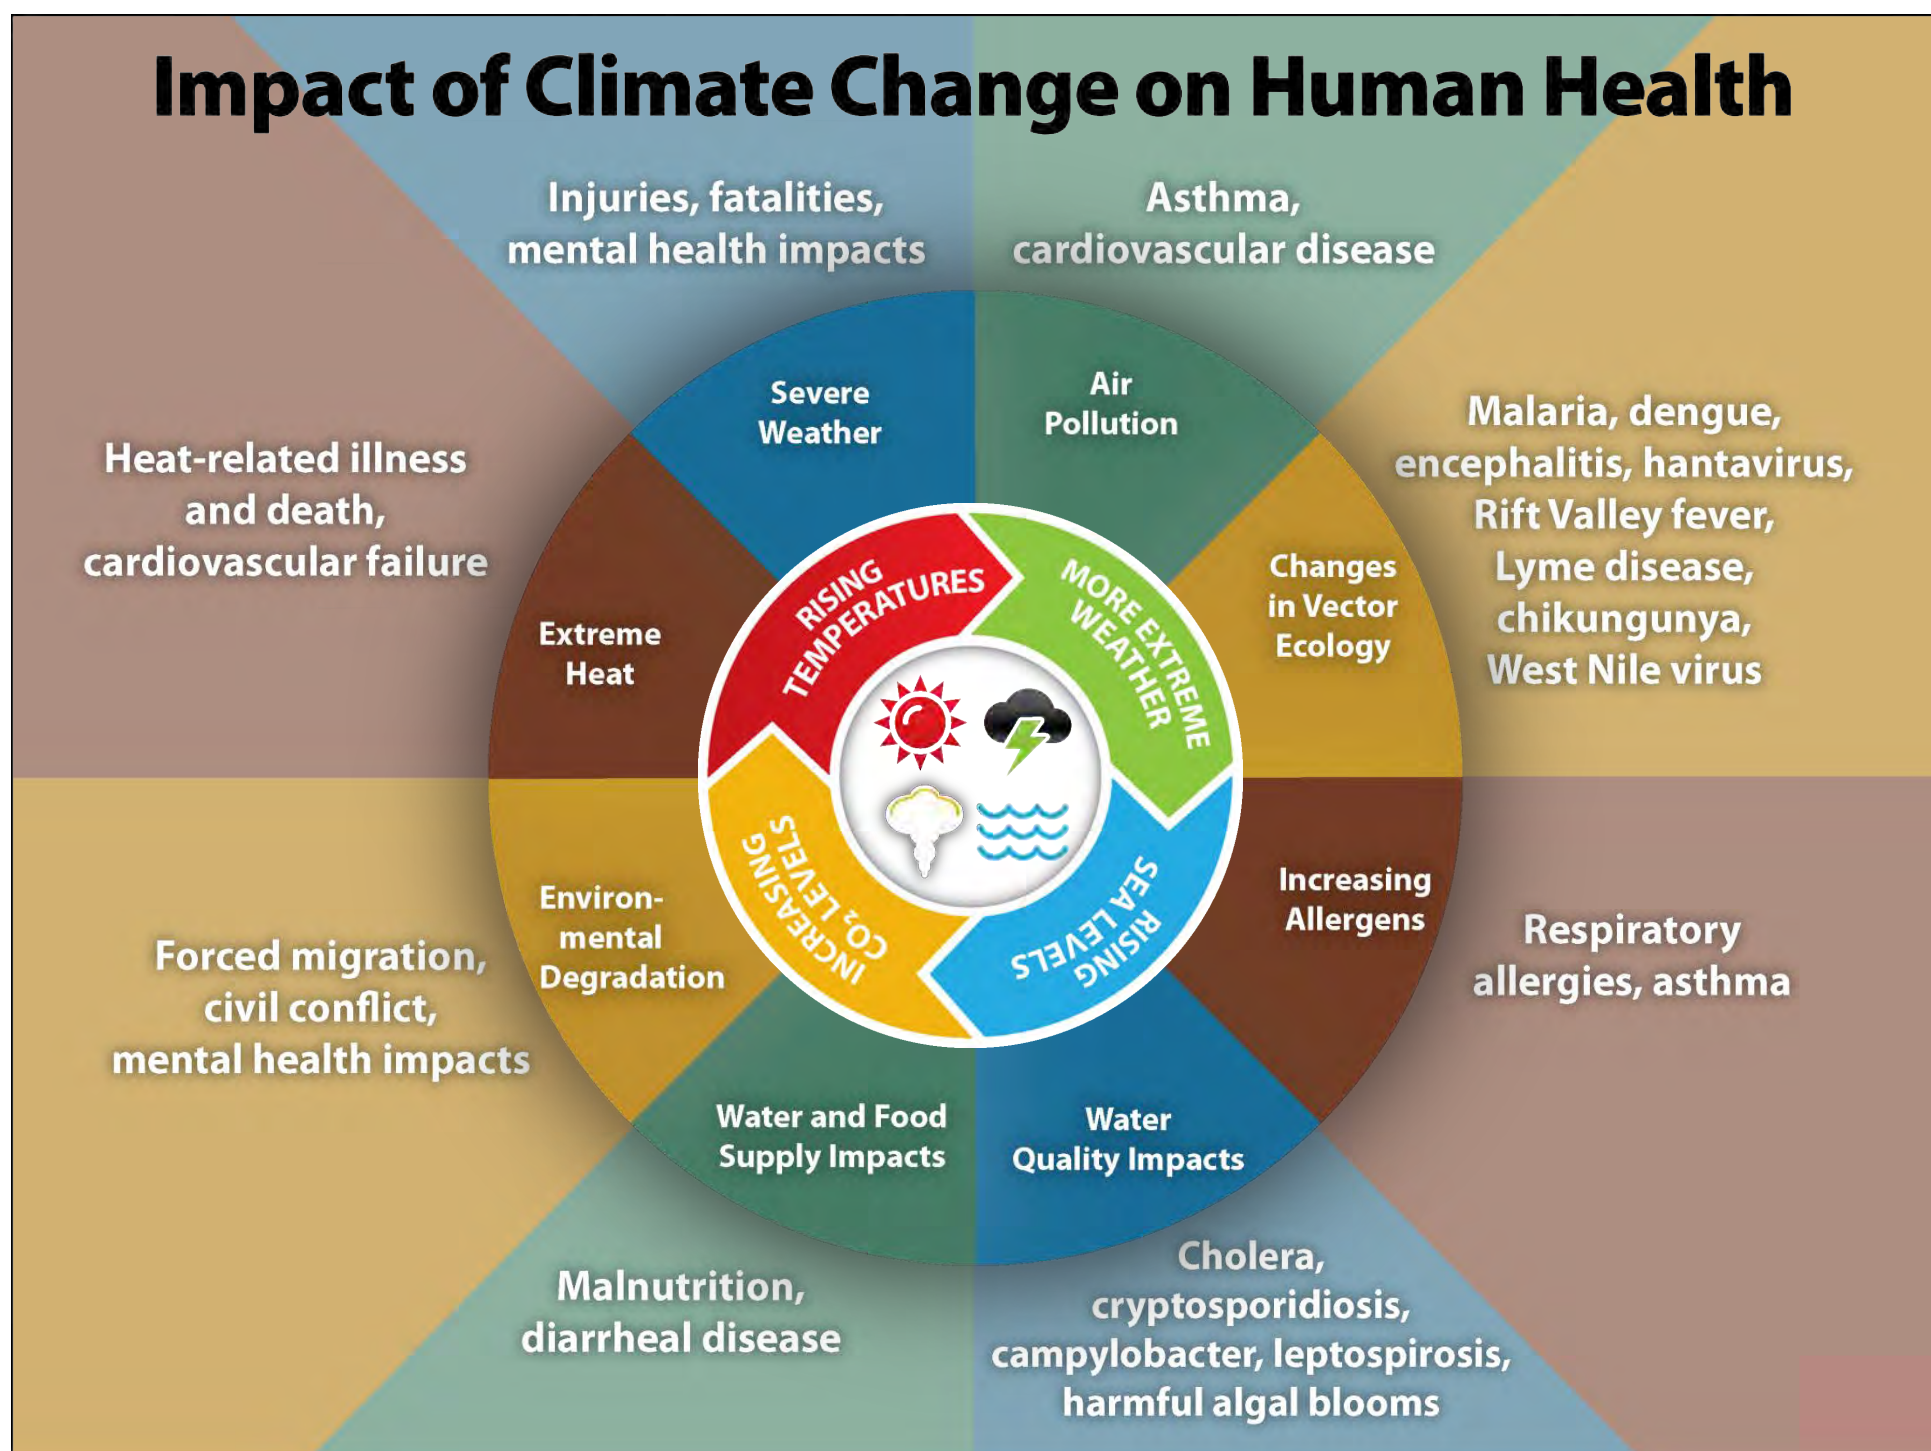 Impact of Climate Change on Human Health
Injuries, fatalities,
mental health impacts
Asthma,
cardiovascular disease
Severe
Weather
Air
Pollution
Heat-related illness
and death,
cardiovascular failure
Extreme
Heat
Changes
in Vector
Ecology
Malaria, dengue,
encephalitis, hantavirus,
Rift Valley fever,
Lyme disease,
chikungunya,
West Nile virus
RISING
TEMPERATURES
MORE EXTREME
WEATHER
RISING
SEA LEVELS
INCREASING
CO₂ LEVELS
Environ-
mental
Degradation
Forced migration,
civil conflict,
mental health impacts
Increasing
Allergens
Respiratory
allergies, asthma
Water and Food
Supply Impacts
Water
Quality Impacts
Malnutrition,
diarrheal disease
Cholera,
cryptosporidiosis,
campylobacter, leptospirosis,
harmful algal blooms